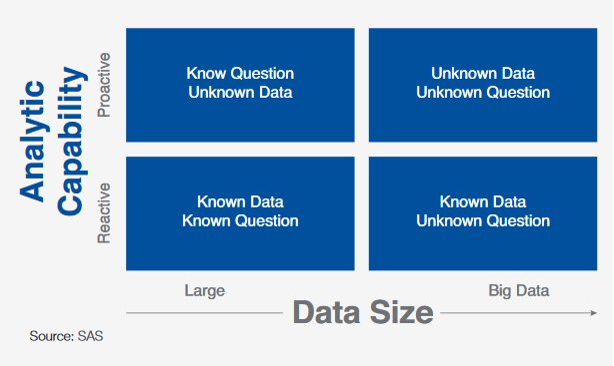 Analytic
Capability
Proactive
Know Question
Unknown Data
Unknown Data
Unknown Question
Reactive
Known Data
Known Question
Known Data
Unknown Question
Large
Big Data
Data Size
Source: SAS